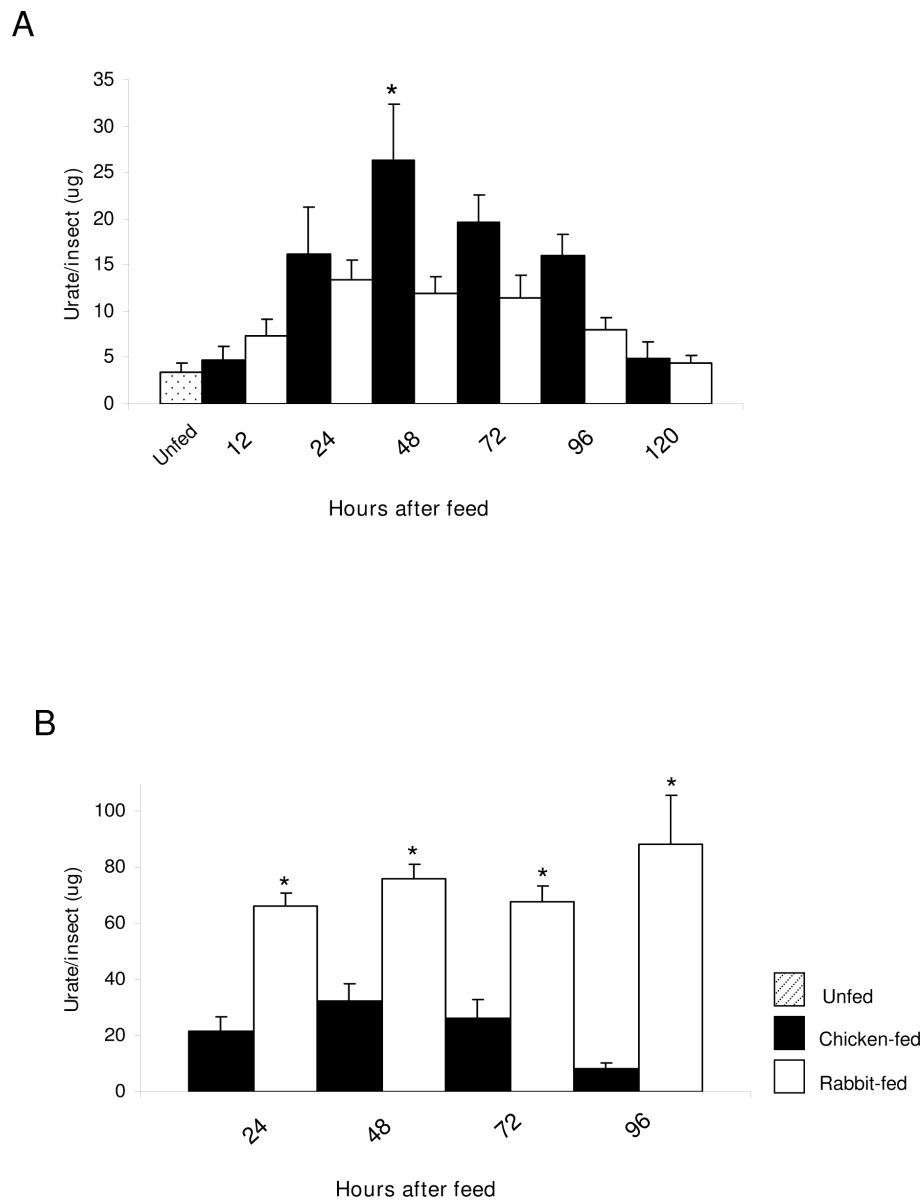 A
35
30
25
20
15
10
5
0
Urate/insect (ug)
*
Unfed 12 24 48 72 96 120
Hours after feed
B
100
80
60
40
20
0
Urate/insect (ug)
* * * *
24 48 72 96
Hours after feed
Unfed
Chicken-fed
Rabbit-fed